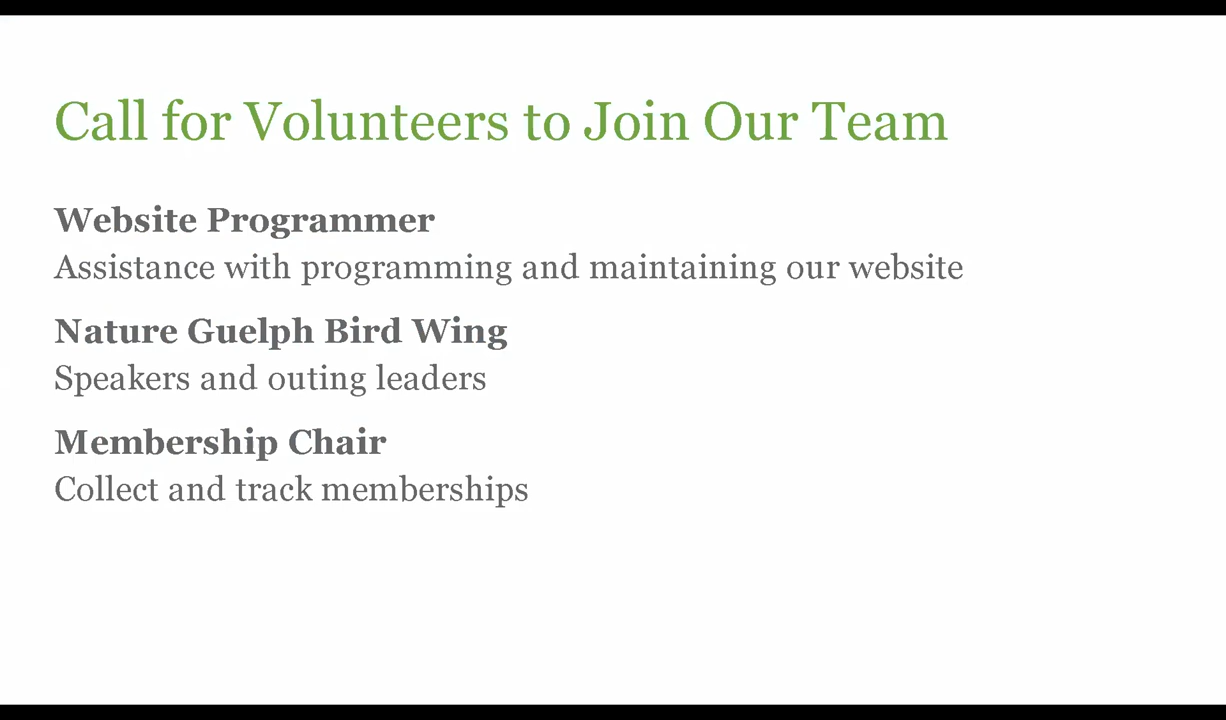 Call for Volunteers to Join Our Team
Website Programmer
Assistance with programming and maintaining our website
Nature Guelph Bird Wing
Speakers and outing leaders
Membership Chair
Collect and track memberships